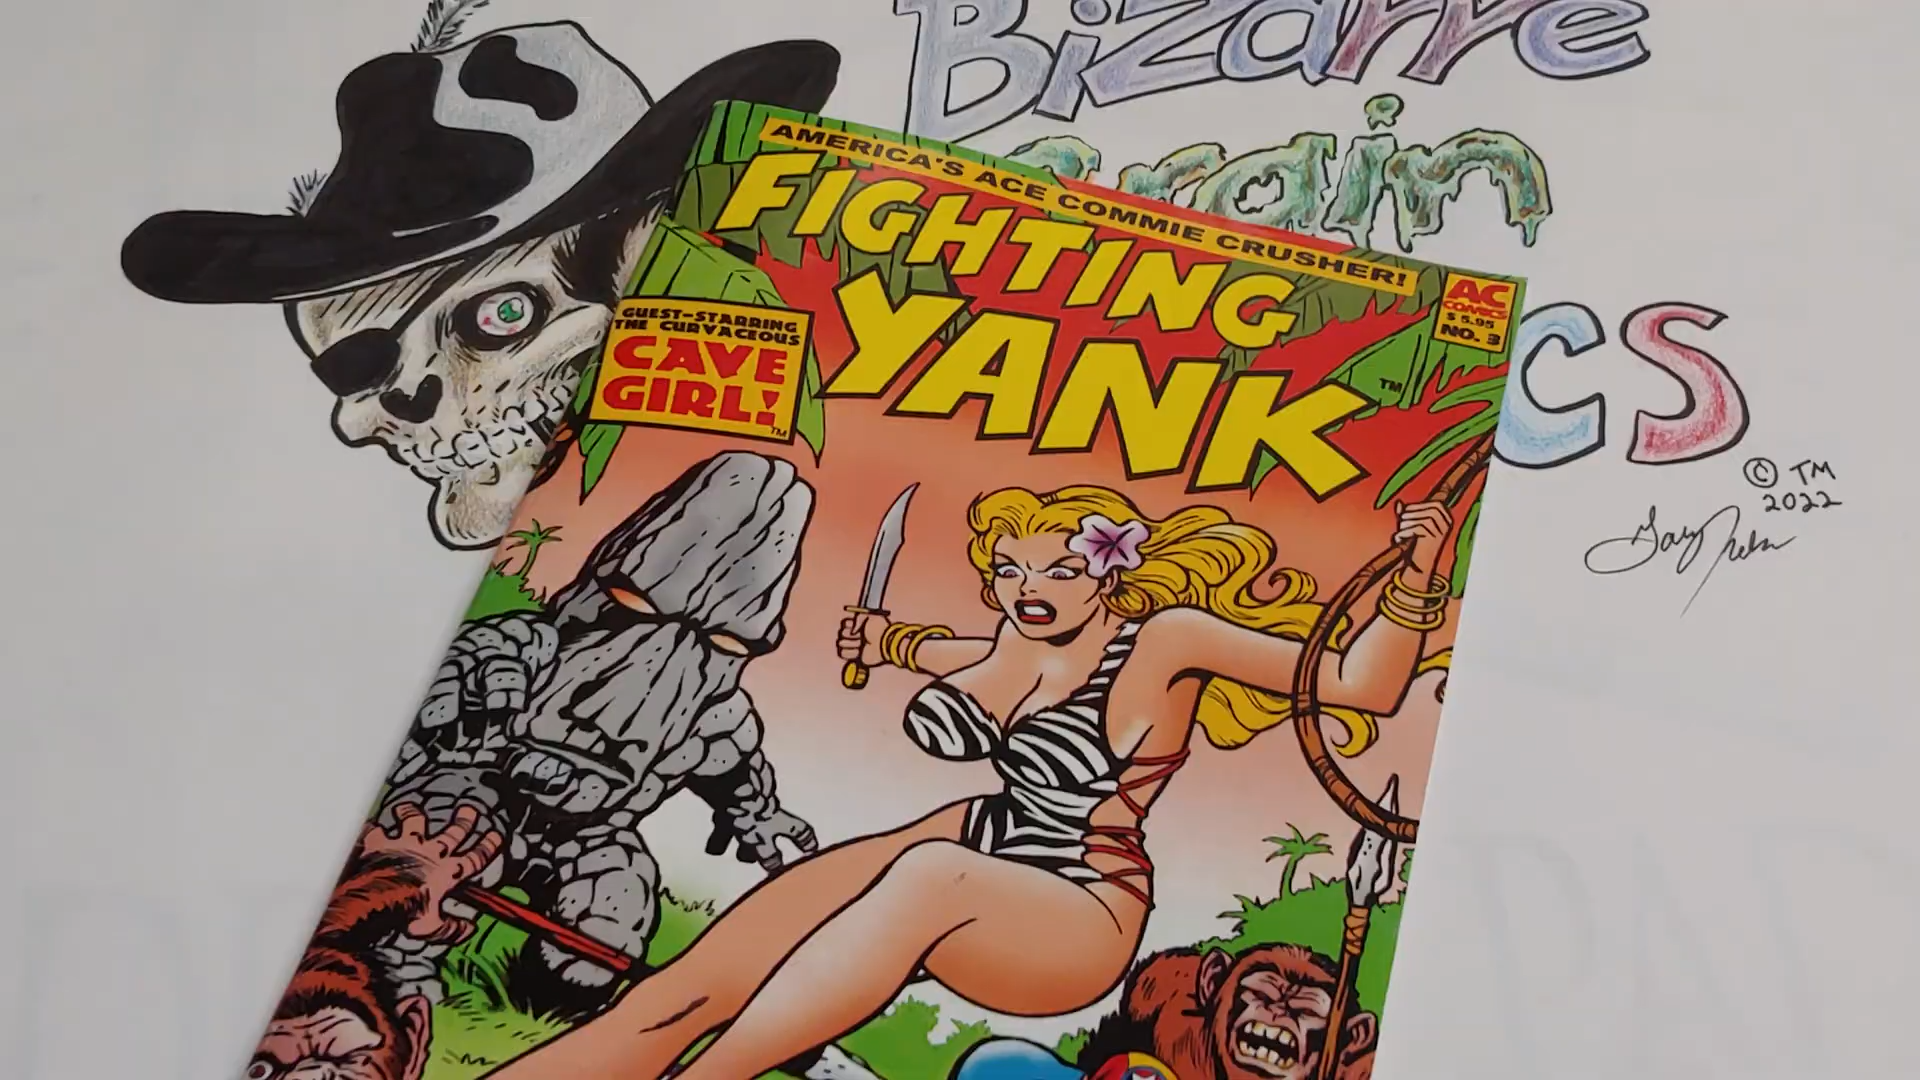 Bizarre
Brain
CS
© TM
2022
AMERICA'S ACE COMMIE CRUSHER!
FIGHTING
YANK
TM
AC
COMICS
$5.95
NO. 3
GUEST-STARRING
THE CURVACEOUS
CAVE
GIRL!
TM